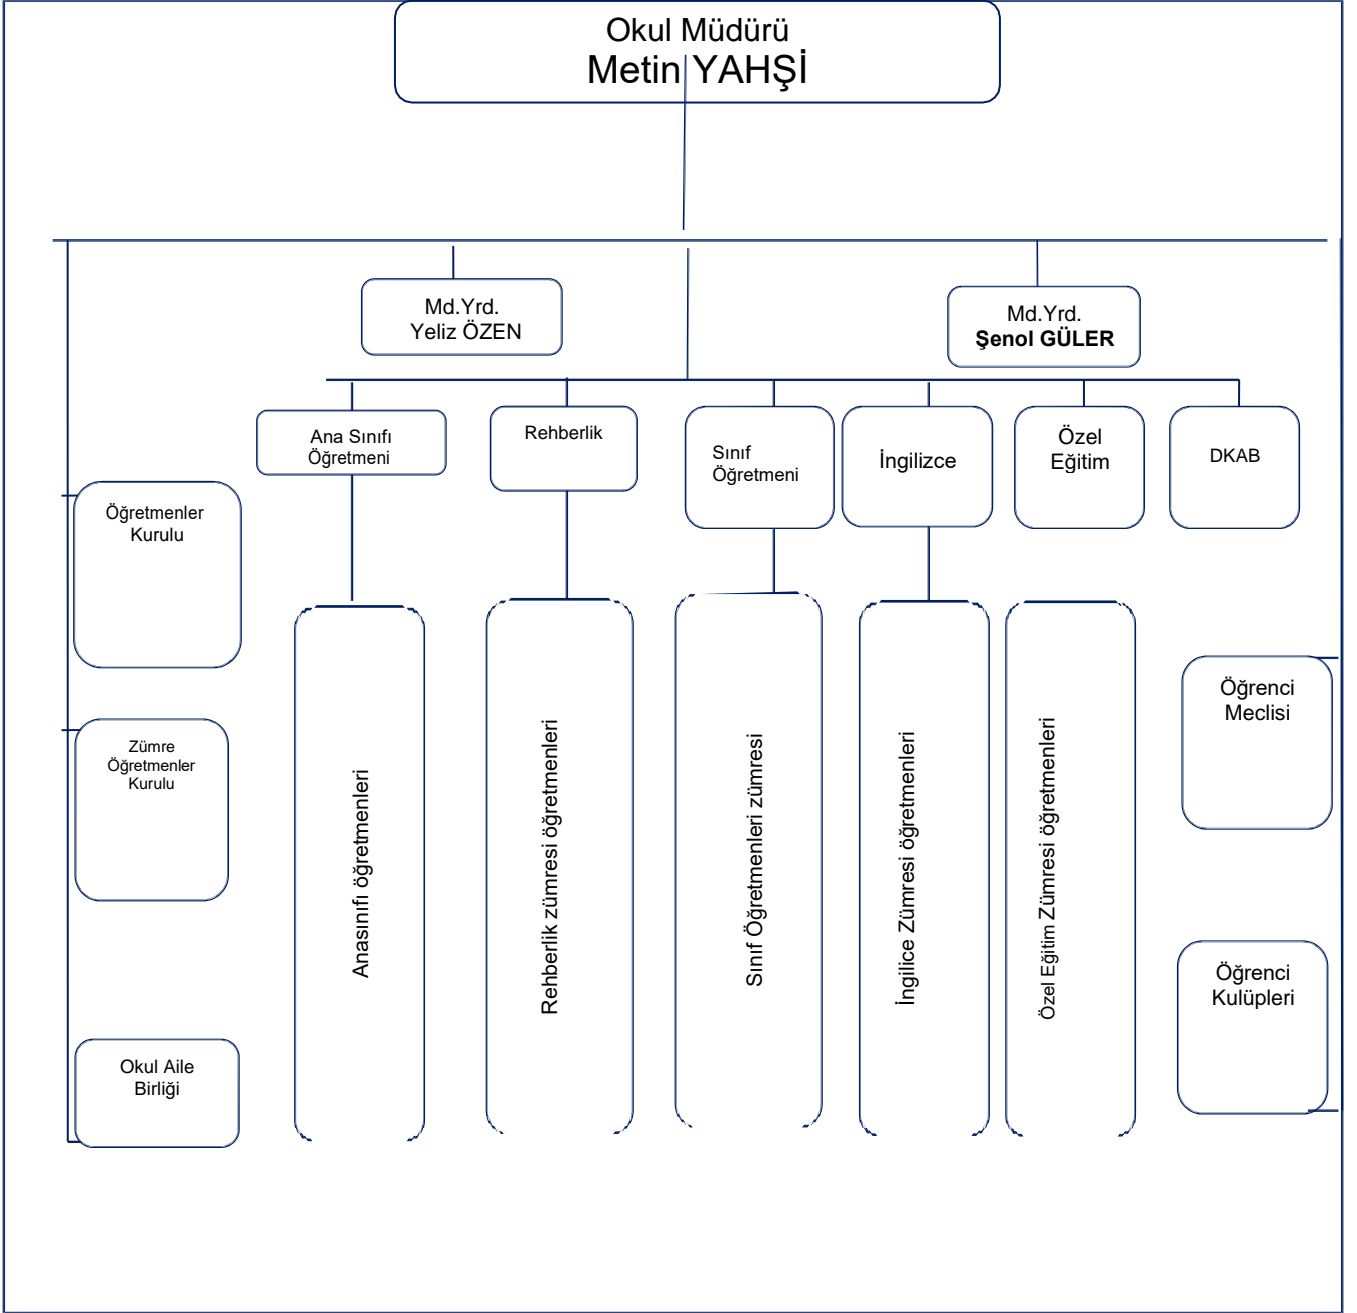 Okul Müdürü
Metin YAHŞİ
Md.Yrd.
Yeliz ÖZEN
Md.Yrd.
Şenol GÜLER
Ana Sınıfı
Öğretmeni
Rehberlik
Sınıf
Öğretmeni
İngilizce
Özel
Eğitim
DKAB
Öğretmenler
Kurulu
Zümre
Öğretmenler
Kurulu
Okul Aile
Birliği
Anasınıfı öğretmenleri
Rehberlik zümresi öğretmenleri
Sınıf Öğretmenleri zümresi
İngilice Zümresi öğretmenleri
Özel Eğitim Zümresi öğretmenleri
Öğrenci
Meclisi
Öğrenci
Kulüpleri